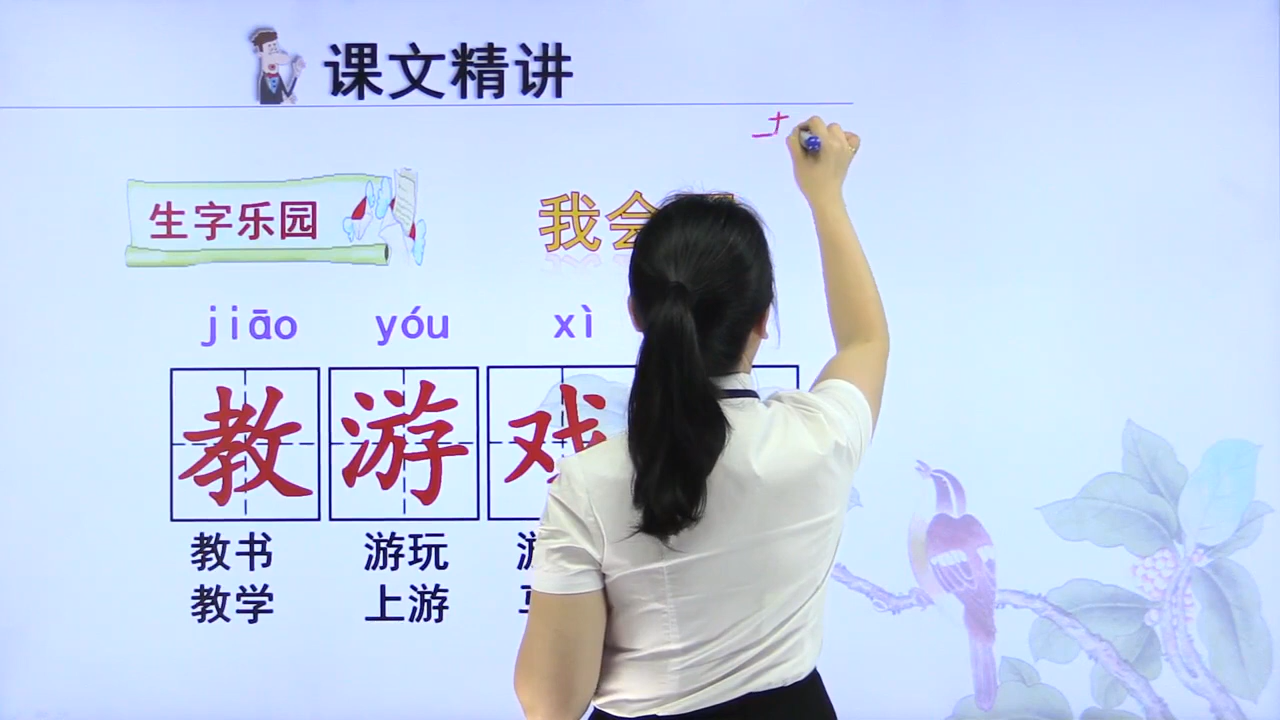 课文精讲
生字乐园
我会
jiāo yóu xì
教 游 戏
教书 游玩 游
教学 上游